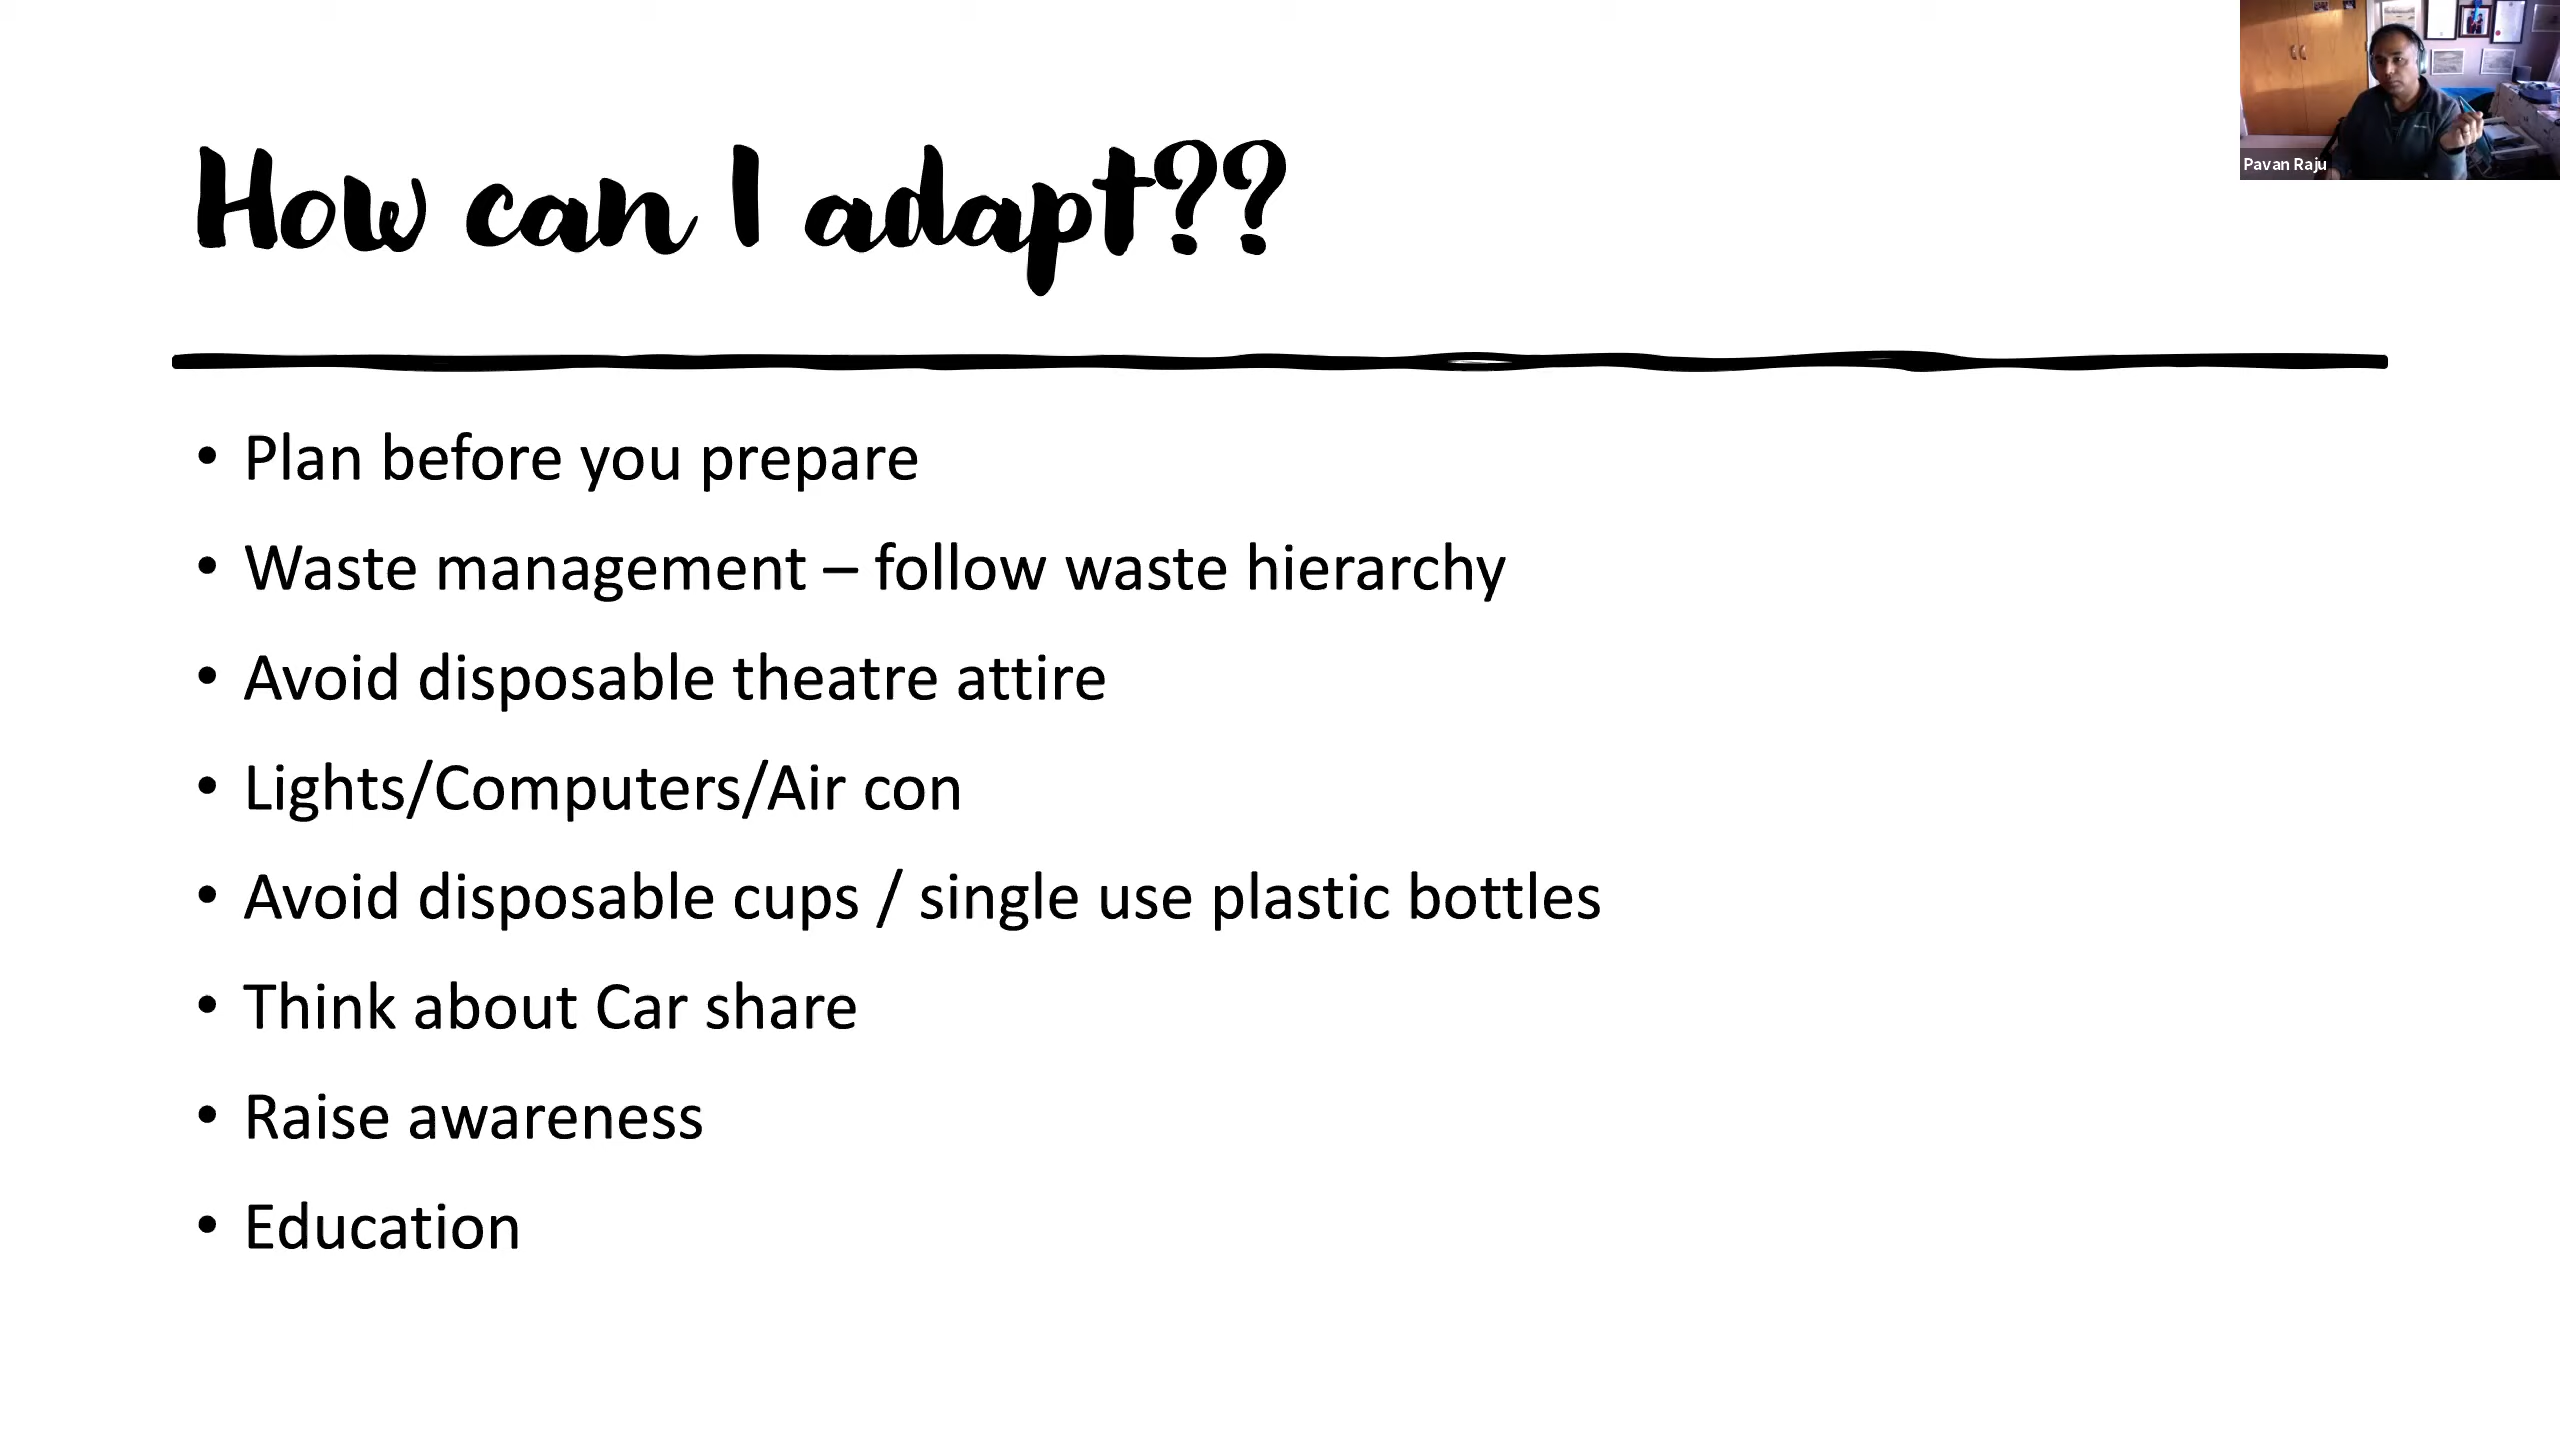 How can I adapt??
Pavan Raju
• Plan before you prepare
• Waste management – follow waste hierarchy
• Avoid disposable theatre attire
• Lights/Computers/Air con
• Avoid disposable cups / single use plastic bottles
• Think about Car share
• Raise awareness
• Education